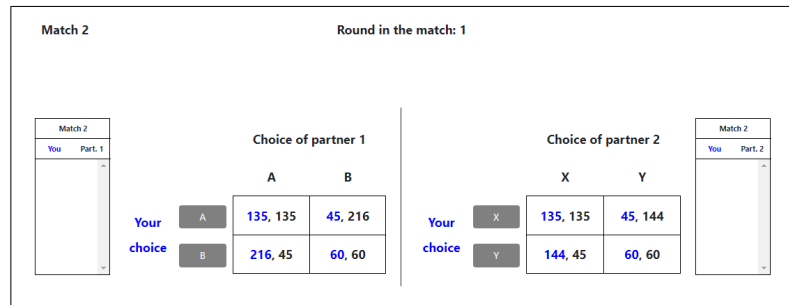 Match 2
Round in the match: 1
Match 2
You Part. 1
Choice of partner 1
A B
Your choice
A 135, 135 45, 216
B 216, 45 60, 60
Choice of partner 2
X Y
Your choice
X 135, 135 45, 144
Y 144, 45 60, 60
Match 2
You Part. 2